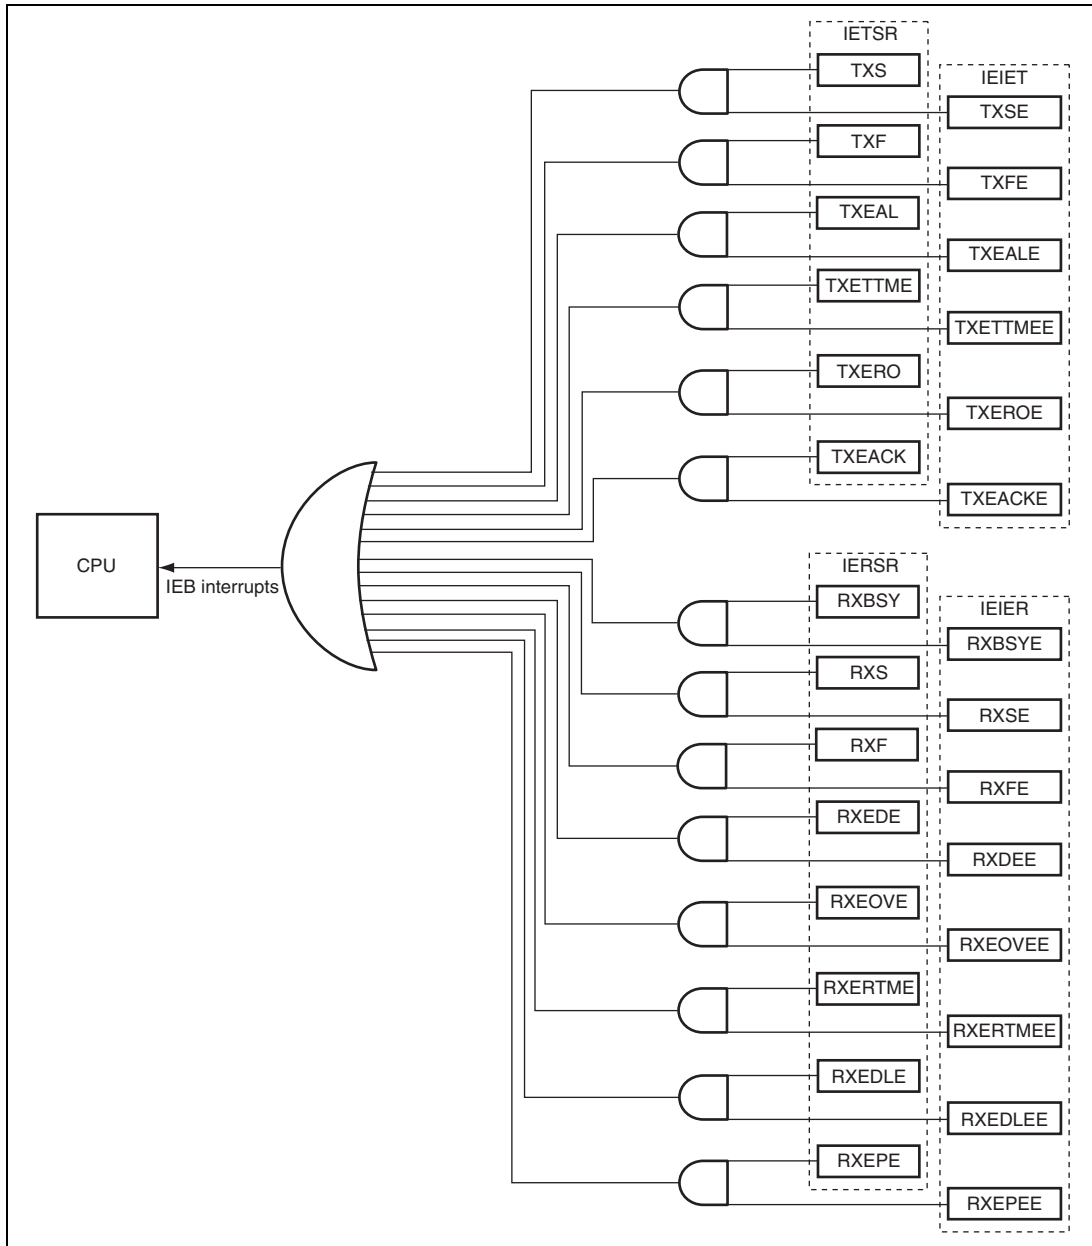 IETSR
TXS
IEIET
TXSE
TXF
TXFE
TXEAL
TXEALE
TXETTME
TXETTMEE
TXERO
TXEROE
TXEACK
TXEACKE
CPU
IEB interrupts
IERSR
RXBSY
IEIER
RXBSYE
RXS
RXSE
RXF
RXFE
RXEDE
RXDEE
RXEOVE
RXEOVEE
RXERTME
RXERTMEE
RXEDLE
RXEDLEE
RXEPE
RXEPEE